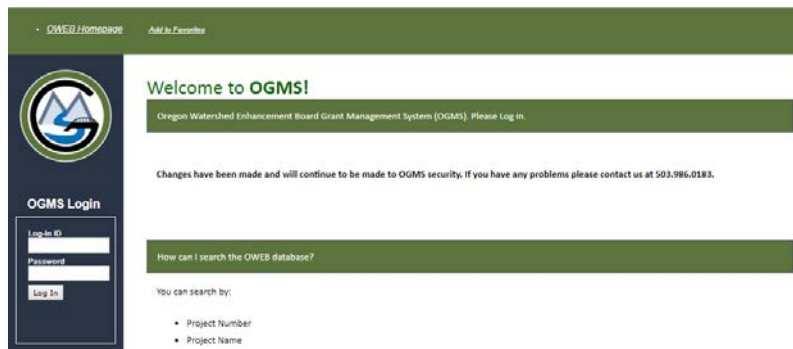 OWEB Homepage
Add to Favorites
Welcome to OGMS!
Oregon Watershed Enhancement Board Grant Management System (OGMS). Please Log in.
Changes have been made and will continue to be made to OGMS security. If you have any problems please contact us at 503.986.0183.
OGMS Login
Log-in ID
Password
Log In
How can I search the OWEB database?
You can search by:
Project Number
Project Name